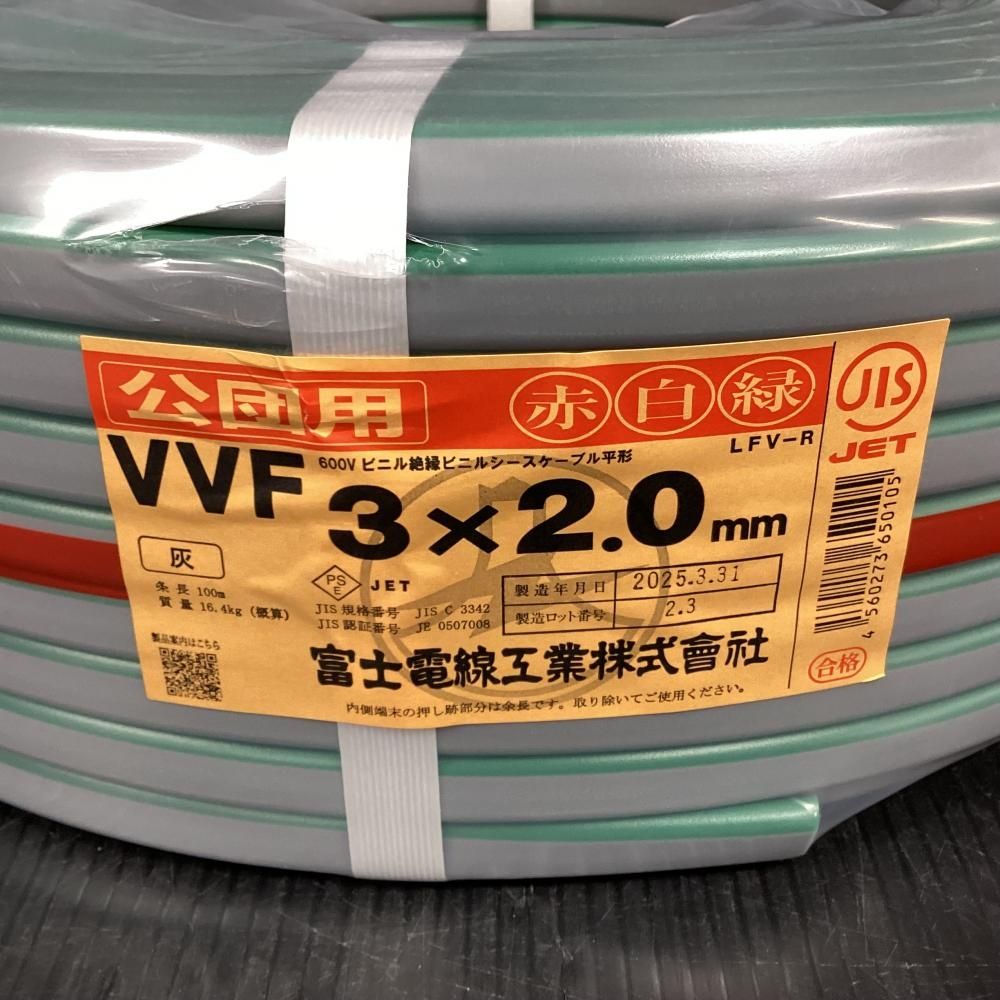 公団用 赤 白 緑
LFV-R
600V ビニル絶縁ビニルシースケーブル平形
VVF 3×2.0mm
灰
条長 100m
質量 16.4kg (概算)
製品案内はこちら
PS
E
JET
JIS 規格番号 JIS C 3342
JIS 認証番号 JE 0507008
製造年月日 2025.3.31
製造ロット番号 2.3
富士電線工業株式會社
内側端末の押し跡部分は余長です。取り除いてご使用ください。
JIS
JET
4560273650105
合格